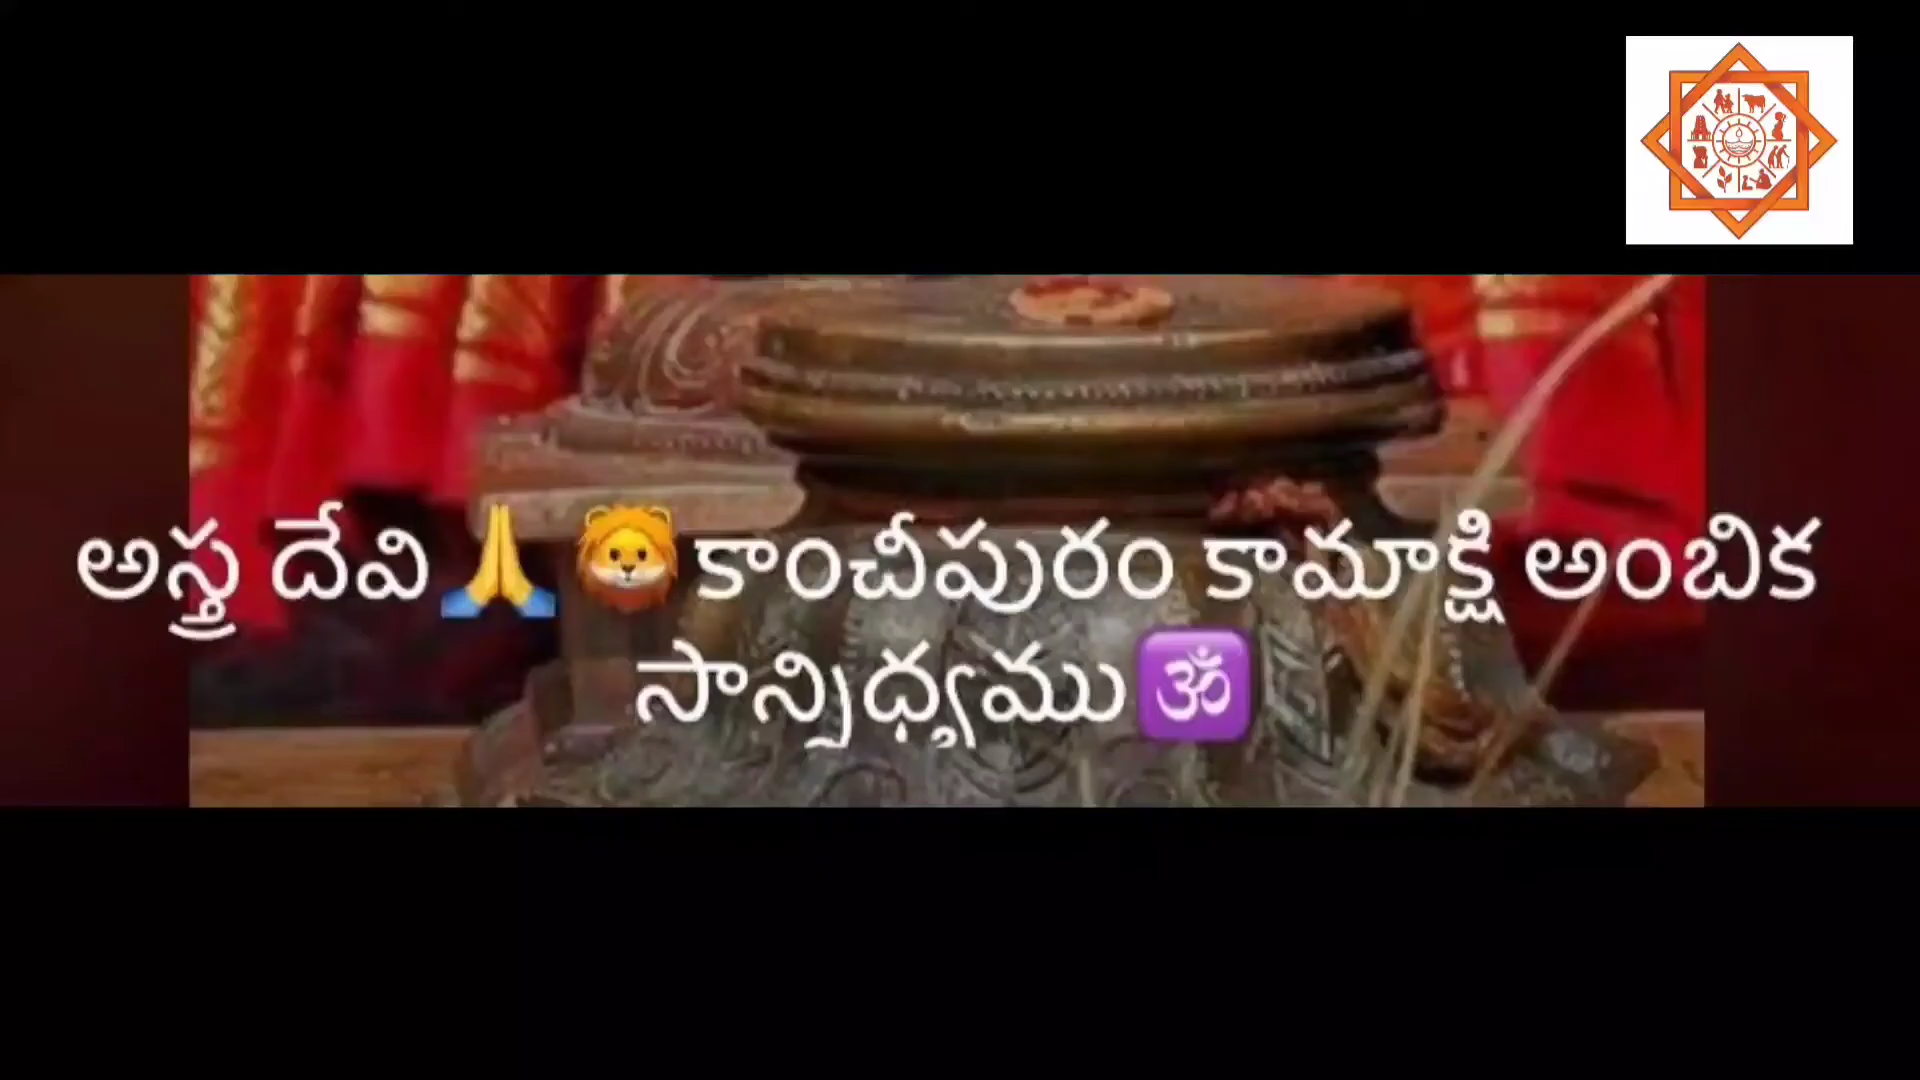 అస్త్ర దేవి🙏🦁కాంచీపురం కామాక్షి అంబిక
సాన్నిధ్యము🕉